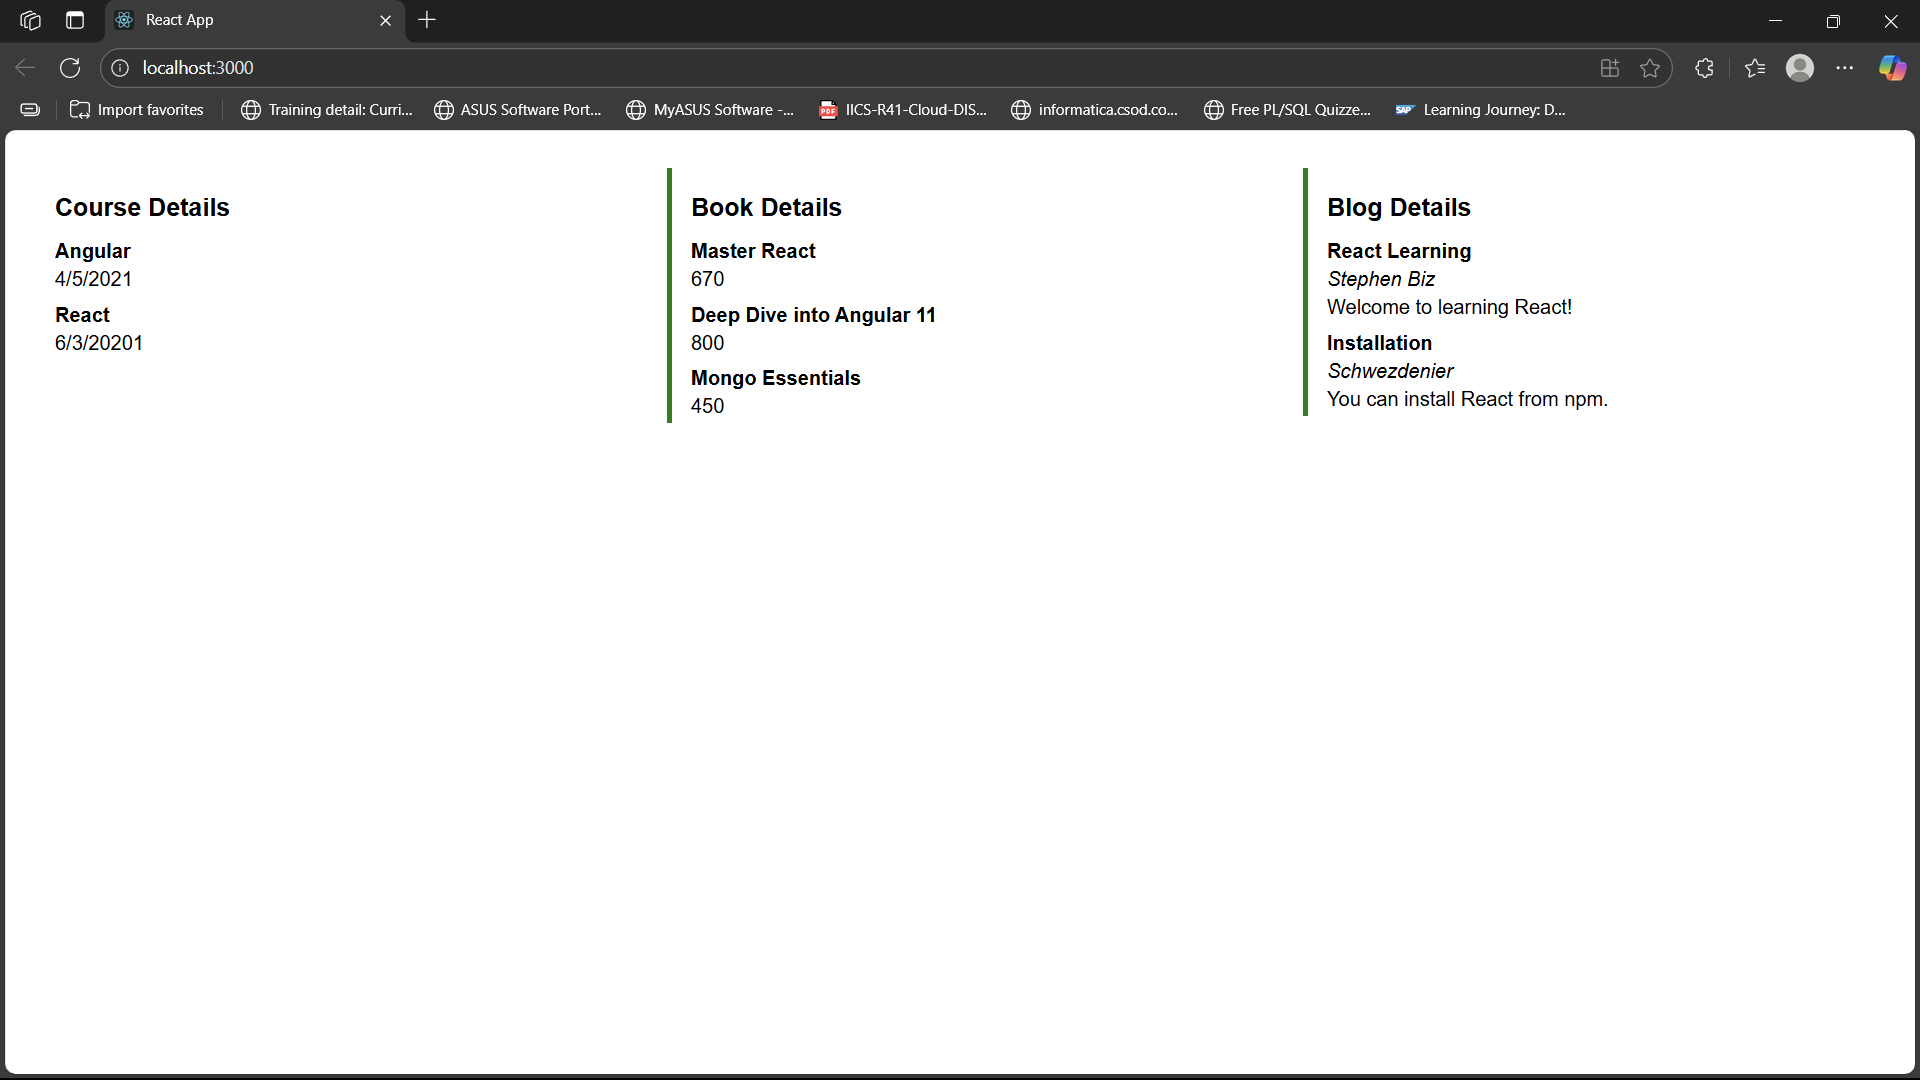 React App
localhost:3000
Import favorites
Training detail: Curri...
ASUS Software Port...
MyASUS Software -...
PDF
IICS-R41-Cloud-DIS...
informatica.csod.co...
Free PL/SQL Quizze...
SAP
Learning Journey: D...
Course Details
Angular
4/5/2021
React
6/3/20201
Book Details
Master React
670
Deep Dive into Angular 11
800
Mongo Essentials
450
Blog Details
React Learning
Stephen Biz
Welcome to learning React!
Installation
Schwezdenier
You can install React from npm.